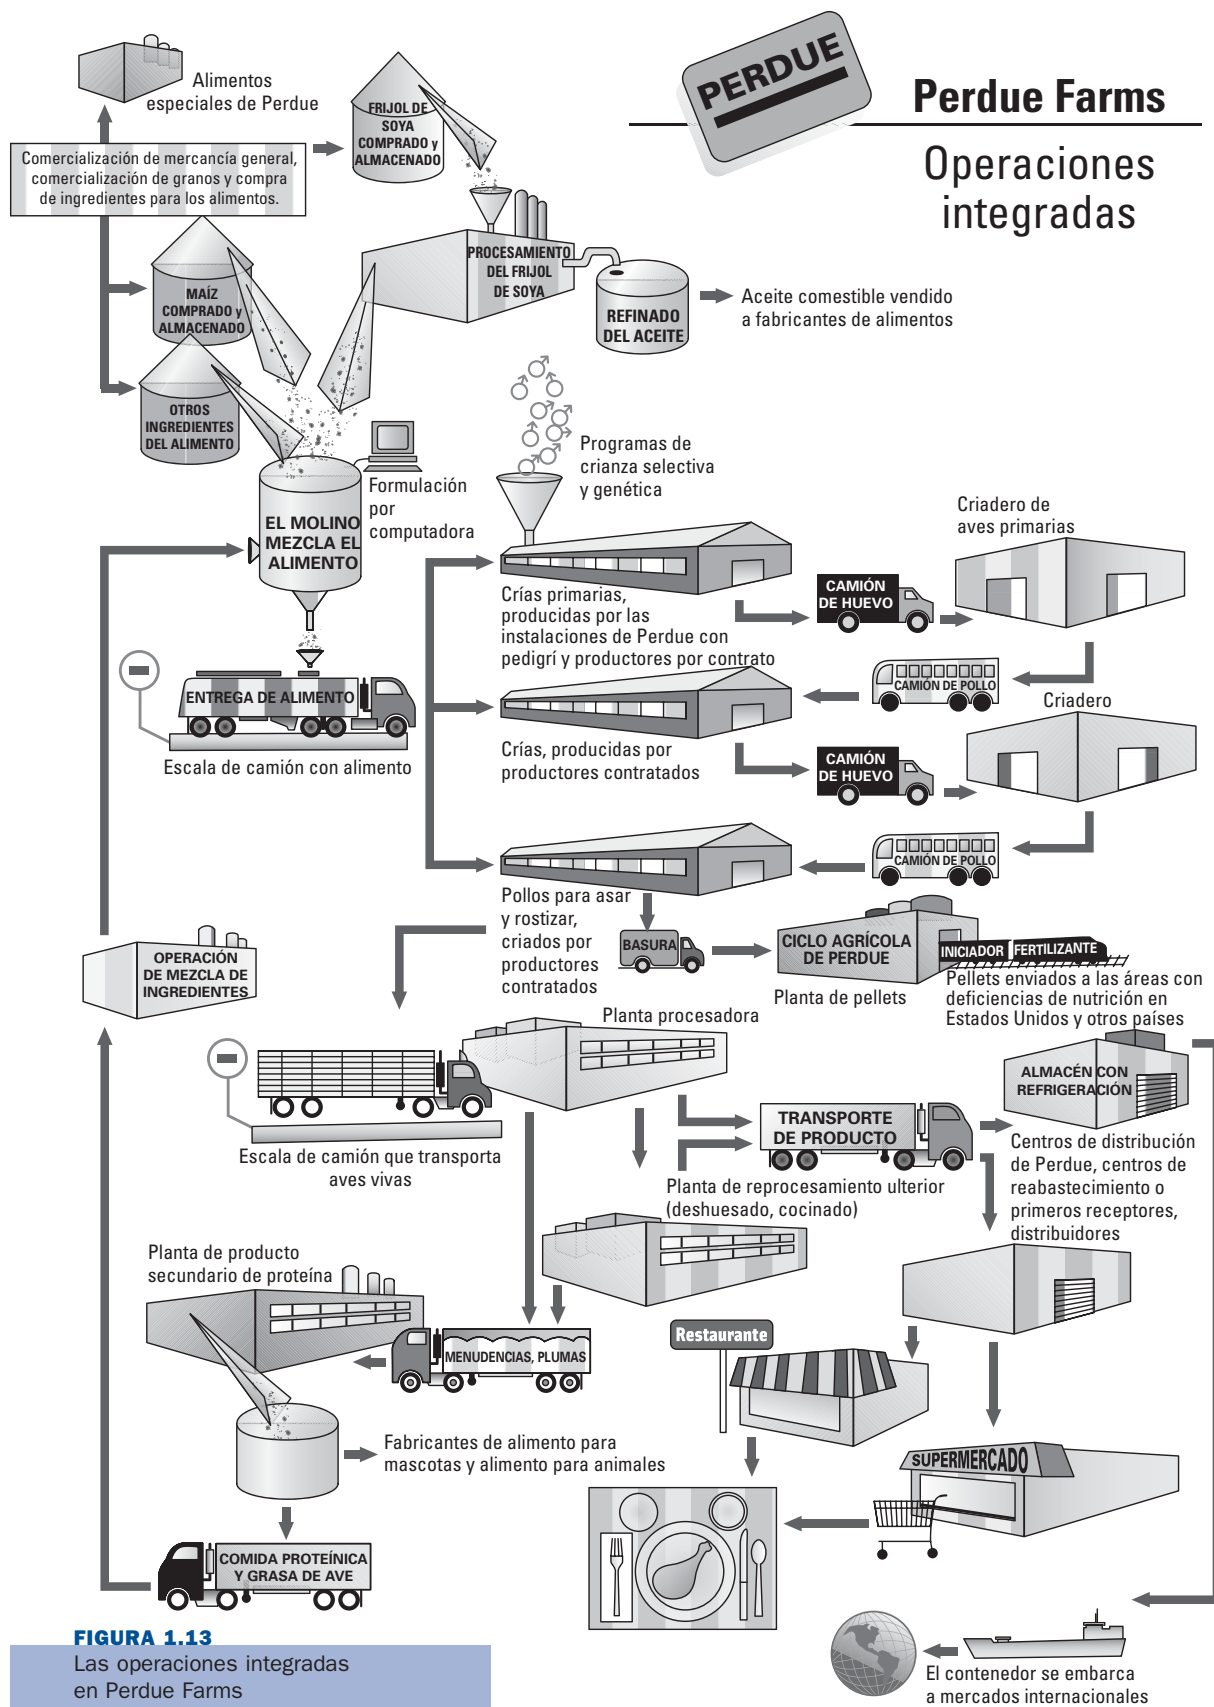 PERDUE
Perdue Farms
Operaciones
integradas
Alimentos
especiales de Perdue
FRIJOL DE
SOYA
COMPRADO y
ALMACENADO
Comercialización de mercancía general,
comercialización de granos y compra
de ingredientes para los alimentos.
PROCESAMIENTO
DEL FRIJOL
DE SOYA
MAÍZ
COMPRADO y
ALMACENADO
REFINADO
DEL ACEITE
Aceite comestible vendido
a fabricantes de alimentos
OTROS
INGREDIENTES
DEL ALIMENTO
Formulación
por
computadora
Programas de
crianza selectiva
y genética
EL MOLINO
MEZCLA EL
ALIMENTO
Criadero de
aves primarias
Crías primarias,
producidas por las
instalaciones de Perdue con
pedigrí y productores por contrato
CAMIÓN
DE HUEVO
ENTREGA DE ALIMENTO
Escala de camión con alimento
CAMIÓN DE POLLO
Criadero
Crías, producidas por
productores contratados
CAMIÓN
DE HUEVO
CAMIÓN DE POLLO
Pollos para asar
y rostizar,
criados por
productores
contratados
BASURA
CICLO AGRÍCOLA
DE PERDUE
INICIADOR
FERTILIZANTE
Planta de pellets
Pellets enviados a las áreas con
deficiencias de nutrición en
Estados Unidos y otros países
OPERACIÓN
DE MEZCLA DE
INGREDIENTES
Planta procesadora
Escala de camión que transporta
aves vivas
TRANSPORTE
DE PRODUCTO
ALMACÉN CON
REFRIGERACIÓN
Centros de distribución
de Perdue, centros de
reabastecimiento o
primeros receptores,
distribuidores
Planta de reprocesamiento ulterior
(deshuesado, cocinado)
Planta de producto
secundario de proteína
MENUDENCIAS, PLUMAS
Restaurante
Fabricantes de alimento para
mascotas y alimento para animales
SUPERMERCADO
COMIDA PROTEÍNICA
Y GRASA DE AVE
El contenedor se embarca
a mercados internacionales
FIGURA 1.13
Las operaciones integradas
en Perdue Farms